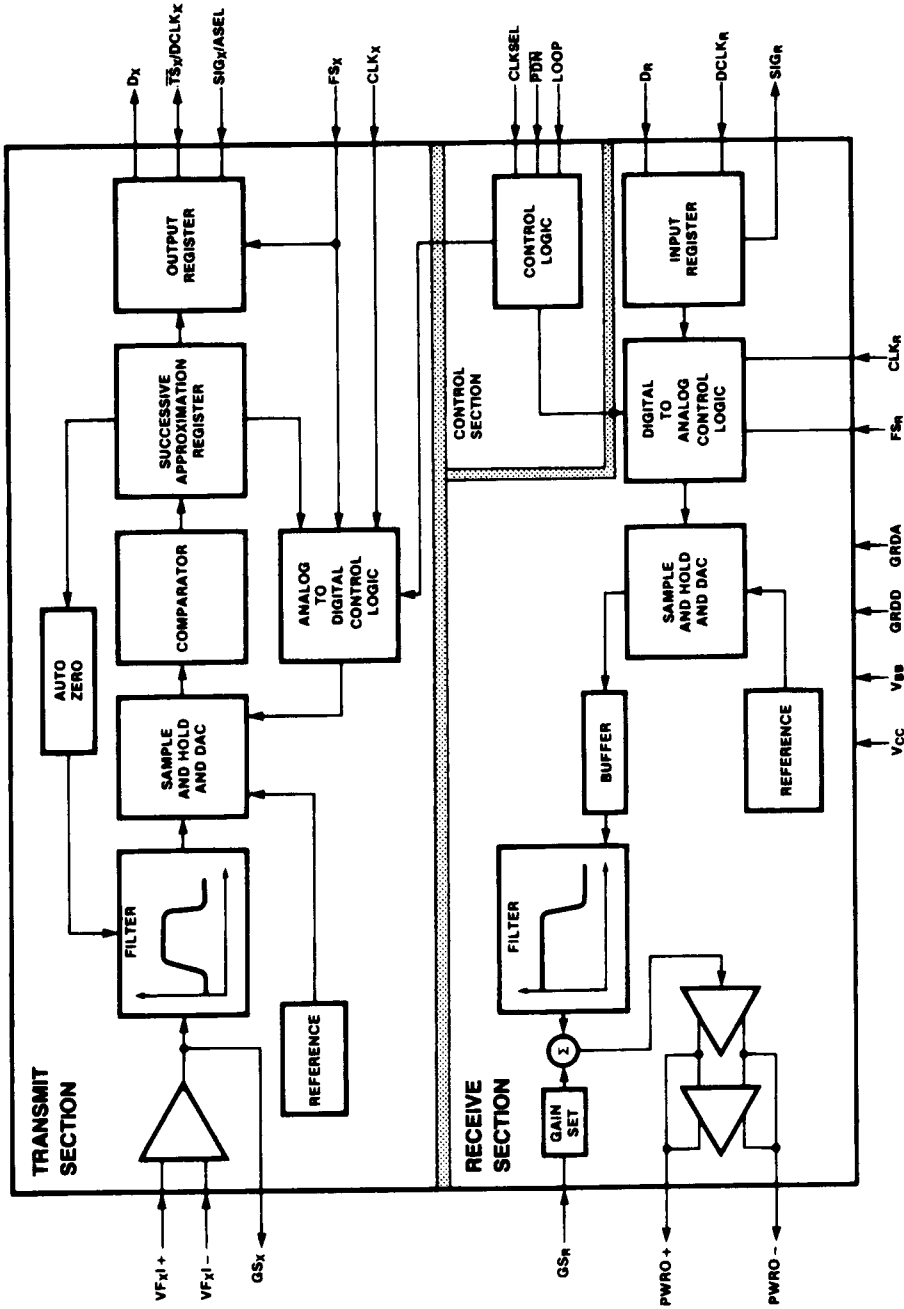 TRANSMIT
SECTION
VFXI+
VFXI−
GSX
FILTER
REFERENCE
AUTO
ZERO
SAMPLE
AND HOLD
AND DAC
COMPARATOR
SUCCESSIVE
APPROXIMATION
REGISTER
OUTPUT
REGISTER
ANALOG
TO
DIGITAL
CONTROL
LOGIC
DX
TSX/DCLKX
SIGX/ASEL
FSX
CLKX
CONTROL
SECTION
CONTROL
LOGIC
CLKSEL
PDN
LOOP
RECEIVE
SECTION
GSR
GAIN
SET
Σ
FILTER
BUFFER
SAMPLE
AND HOLD
AND DAC
DIGITAL
TO
ANALOG
CONTROL
LOGIC
INPUT
REGISTER
DR
DCLKR
SIGR
REFERENCE
PWRO+
PWRO−
VCC
VBB
GRDD
GRDA
FSR
CLKR